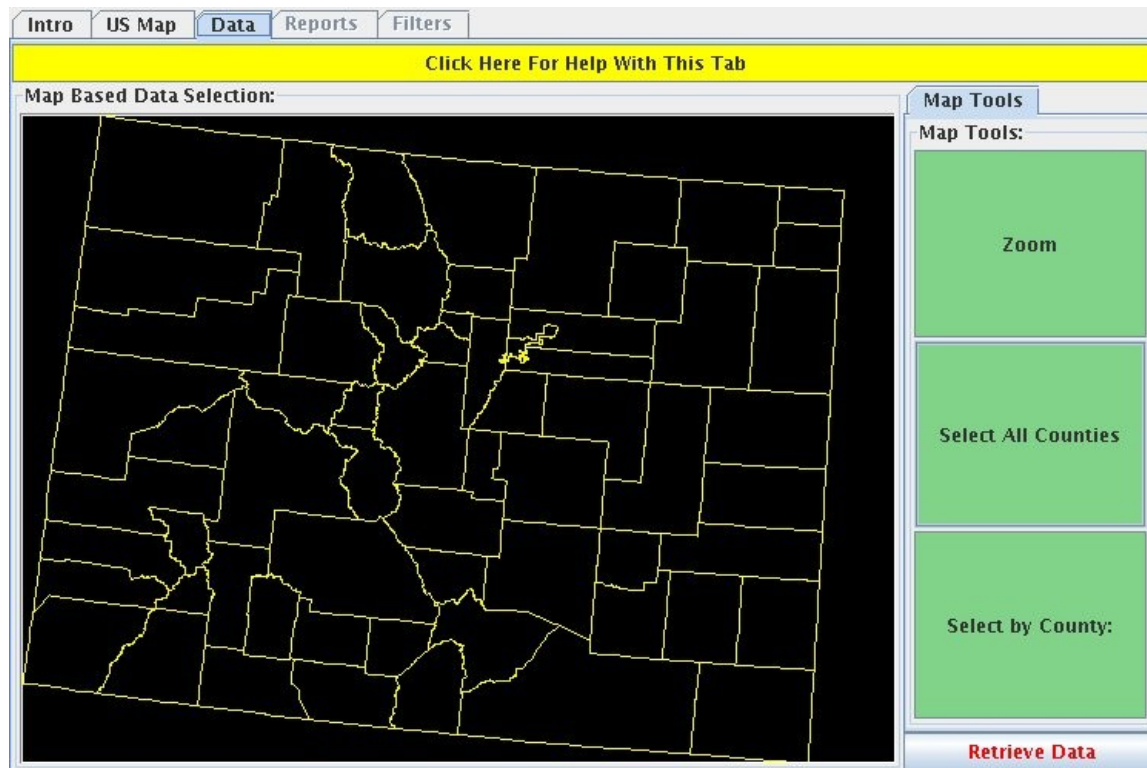 Intro US Map Data Reports Filters
Click Here For Help With This Tab
Map Based Data Selection:
Map Tools
Map Tools:
Zoom
Select All Counties
Select by County:
Retrieve Data